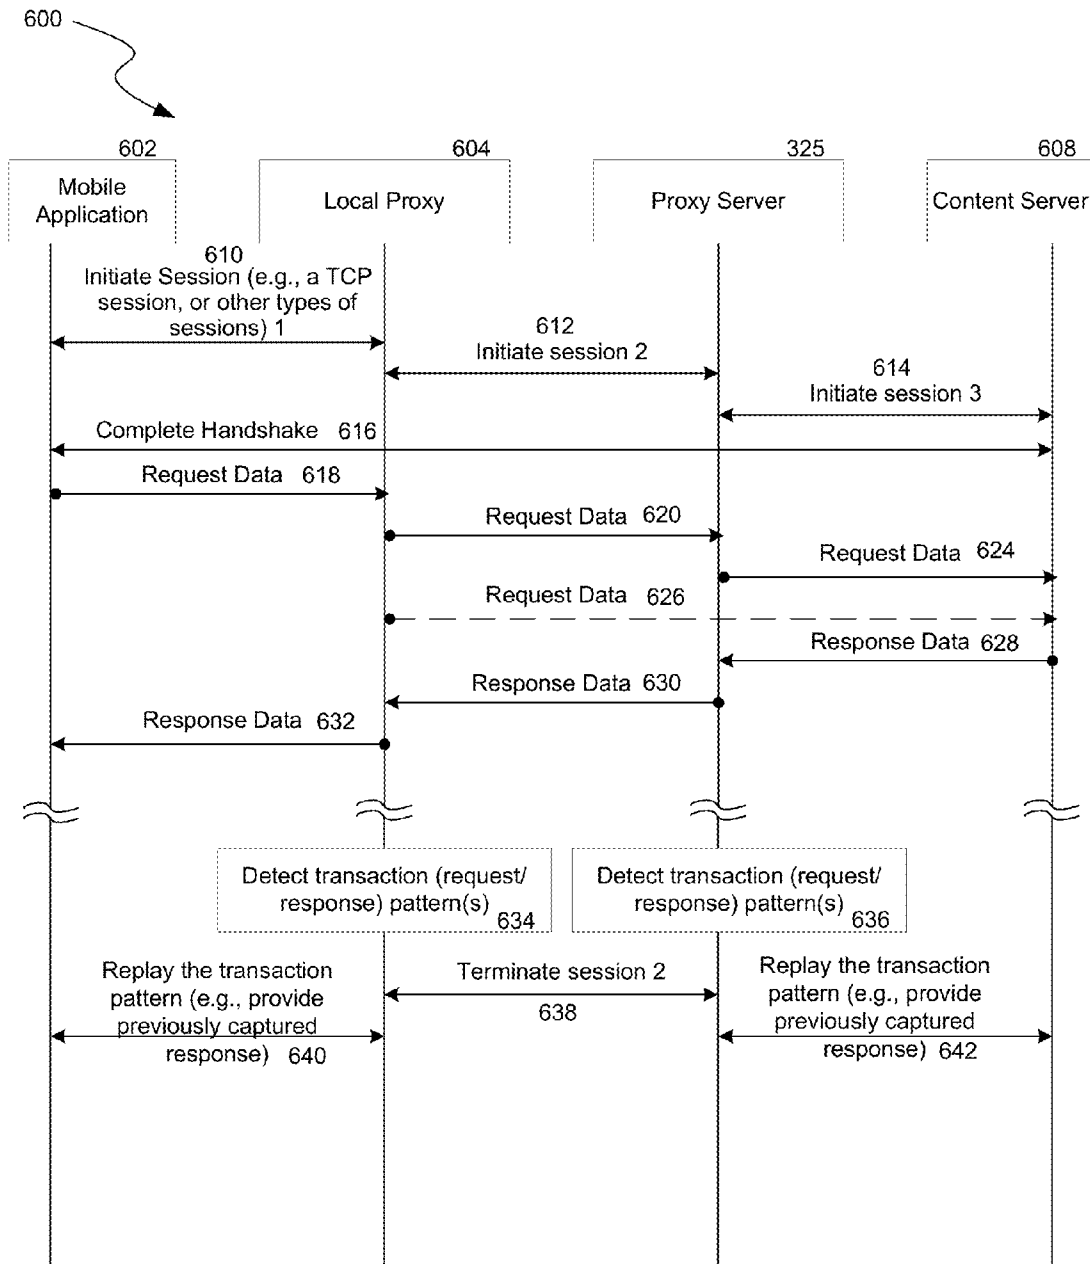 600
602
604
325
608
Mobile
Application
Local Proxy
Proxy Server
Content Server
610
Initiate Session (e.g., a TCP
session, or other types of
sessions) 1
612
Initiate session 2
614
Initiate session 3
Complete Handshake 616
Request Data 618
Request Data 620
Request Data 624
Request Data 626
Response Data 628
Response Data 630
Response Data 632
Detect transaction (request/
response) pattern(s)
634
Detect transaction (request/
response) pattern(s)
636
Replay the transaction
pattern (e.g., provide
previously captured
response) 640
Terminate session 2
638
Replay the transaction
pattern (e.g., provide
previously captured
response) 642